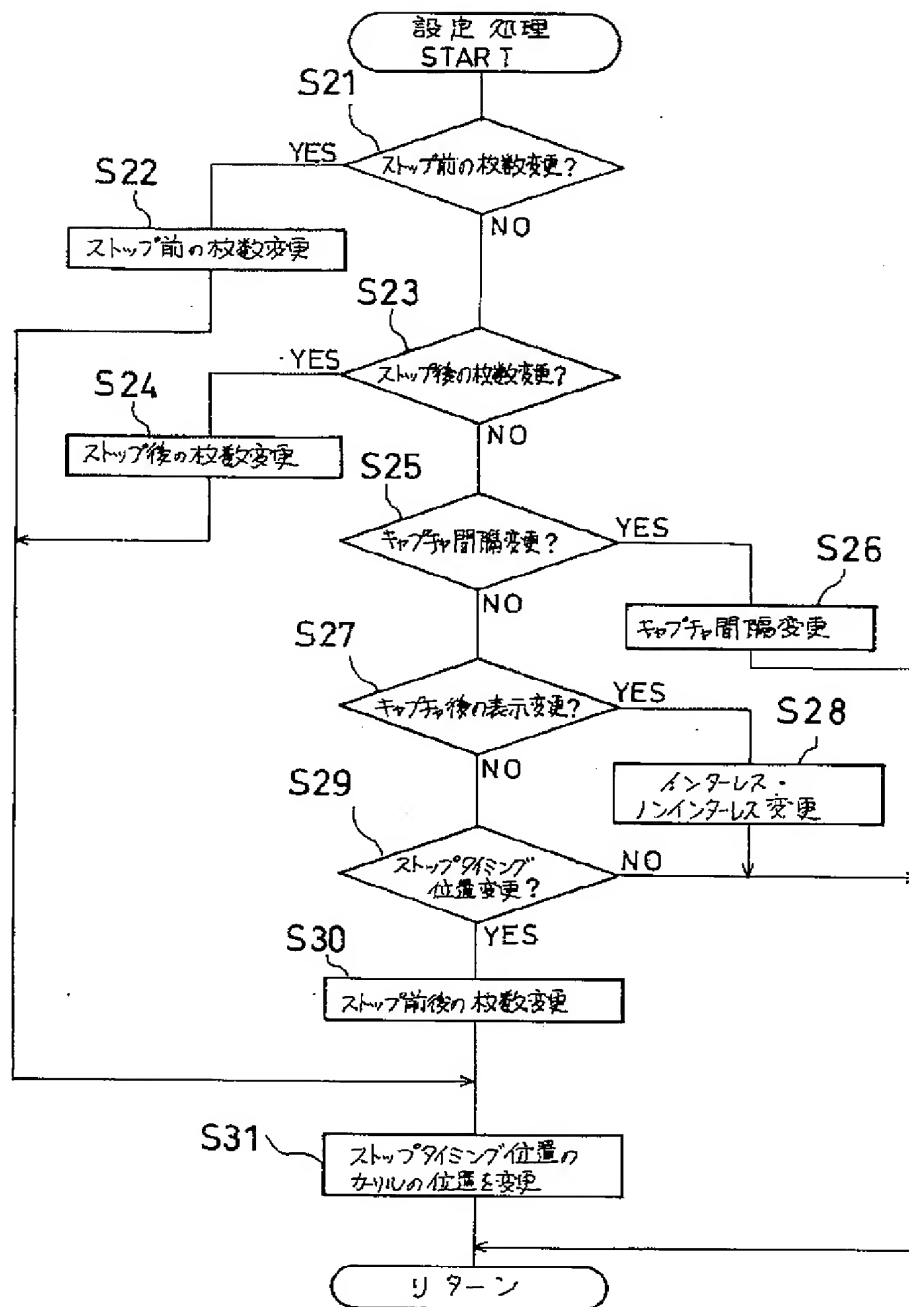 設定処理
START
S21
ストップ前の枚数変更?
YES
NO
S22
ストップ前の枚数変更
S23
ストップ後の枚数変更?
YES
NO
S24
ストップ後の枚数変更
S25
キャプチャ間隔変更?
YES
NO
S26
キャプチャ間隔変更
S27
キャプチャ後の表示変更?
YES
NO
S28
インターレス・
ノンインターレス変更
S29
ストップタイミング
位置変更?
NO
YES
S30
ストップ前後の枚数変更
S31
ストップタイミング位置の
カーソルの位置を変更
リターン